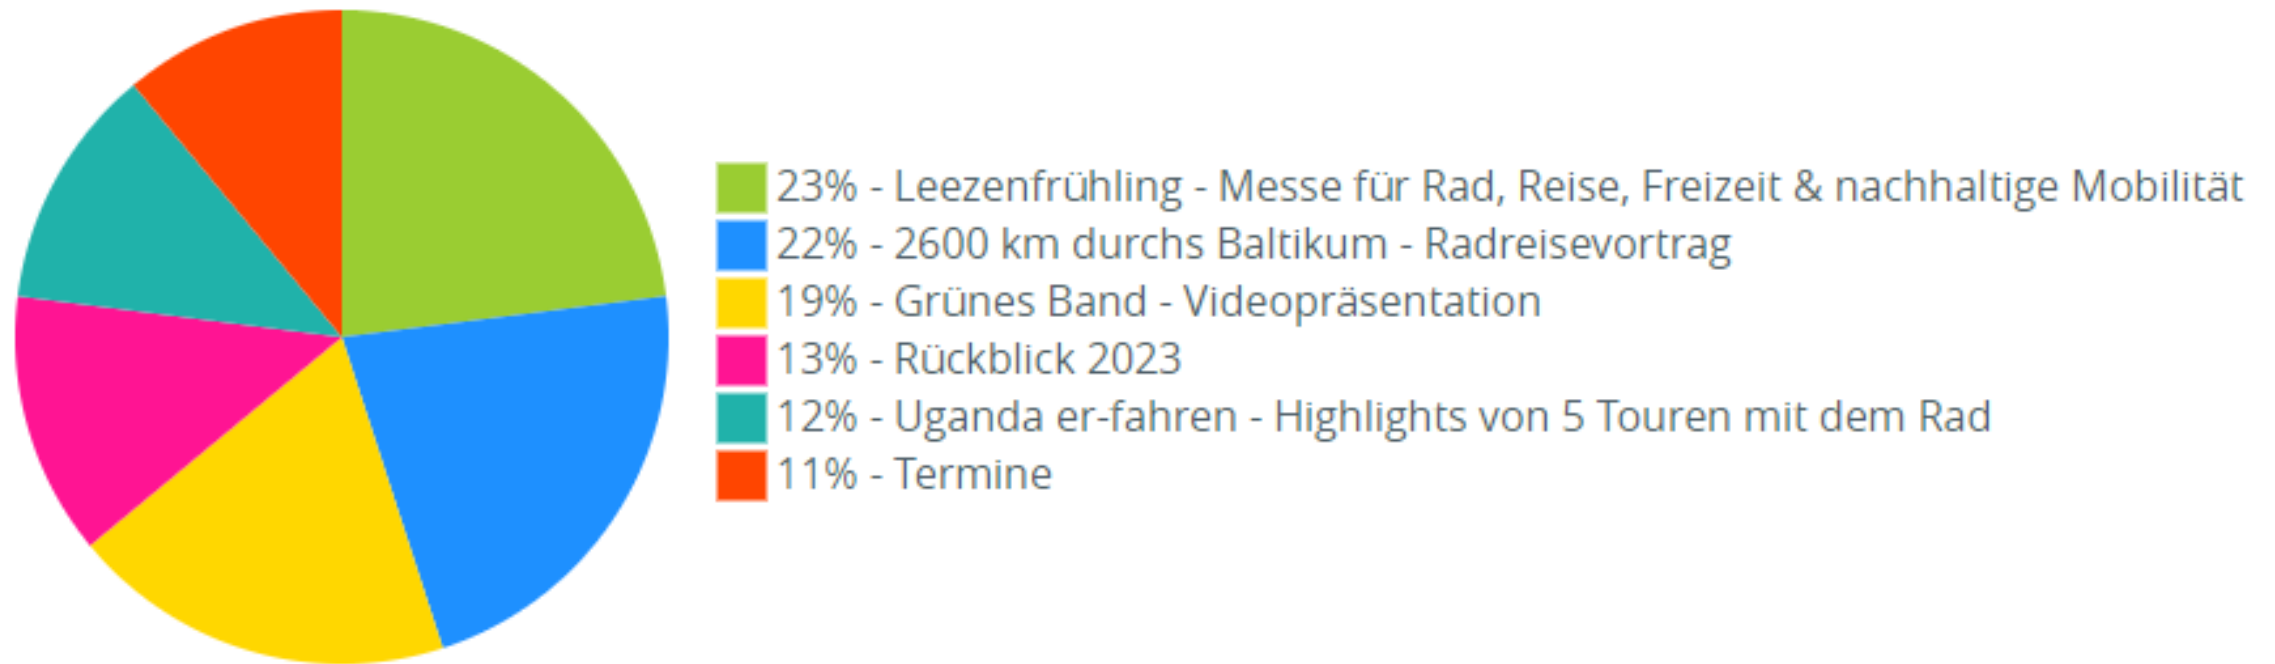 23% - Leezenfrühling - Messe für Rad, Reise, Freizeit & nachhaltige Mobilität
22% - 2600 km durchs Baltikum - Radreisevortrag
19% - Grünes Band - Videopräsentation
13% - Rückblick 2023
12% - Uganda er-fahren - Highlights von 5 Touren mit dem Rad
11% - Termine